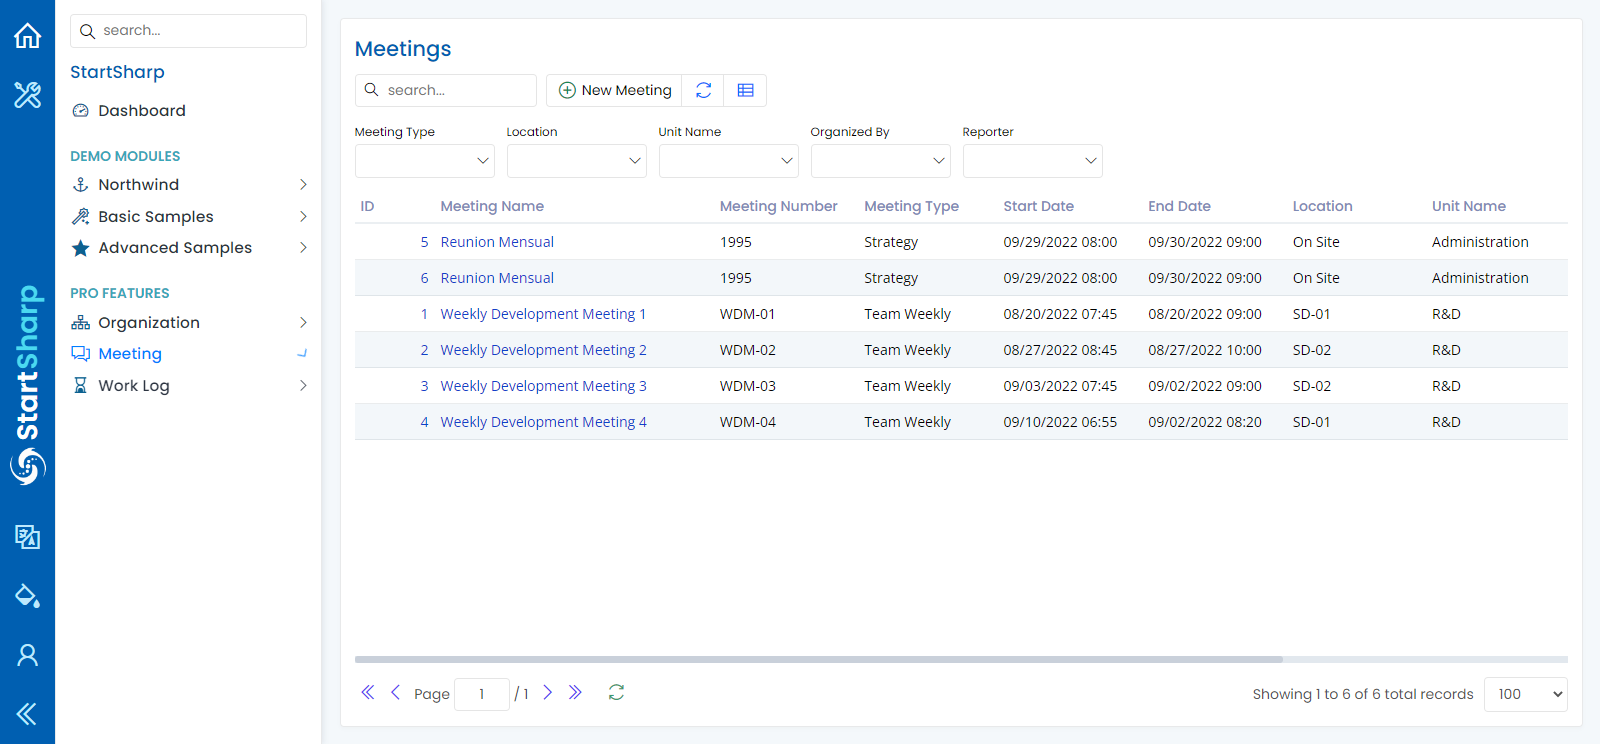 search...
StartSharp
Dashboard
DEMO MODULES
Northwind
Basic Samples
Advanced Samples
PRO FEATURES
Organization
Meeting
Work Log
StartSharp
Meetings
search...
New Meeting
Meeting Type Location Unit Name Organized By Reporter
ID Meeting Name Meeting Number Meeting Type Start Date End Date Location Unit Name
5 Reunion Mensual 1995 Strategy 09/29/2022 08:00 09/30/2022 09:00 On Site Administration
6 Reunion Mensual 1995 Strategy 09/29/2022 08:00 09/30/2022 09:00 On Site Administration
1 Weekly Development Meeting 1 WDM-01 Team Weekly 08/20/2022 07:45 08/20/2022 09:00 SD-01 R&D
2 Weekly Development Meeting 2 WDM-02 Team Weekly 08/27/2022 08:45 08/27/2022 10:00 SD-02 R&D
3 Weekly Development Meeting 3 WDM-03 Team Weekly 09/03/2022 07:45 09/02/2022 09:00 SD-02 R&D
4 Weekly Development Meeting 4 WDM-04 Team Weekly 09/10/2022 06:55 09/02/2022 08:20 SD-01 R&D
Page 1 / 1
Showing 1 to 6 of 6 total records 100